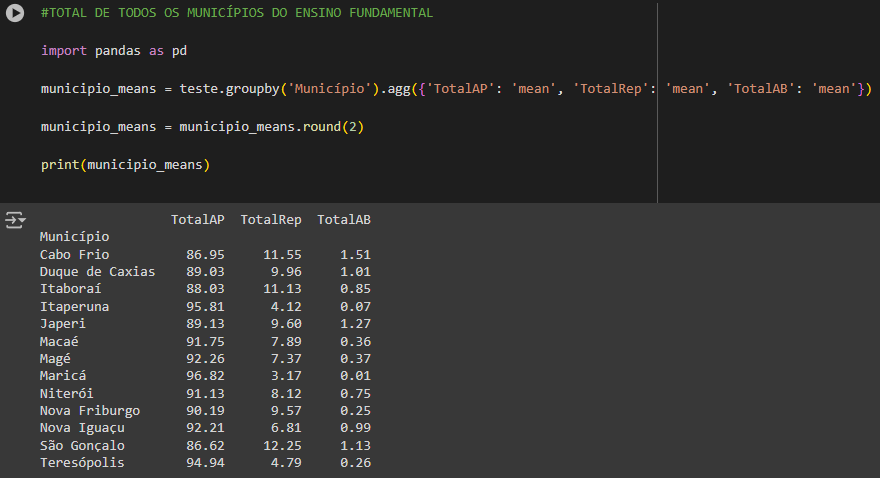 #TOTAL DE TODOS OS MUNICÍPIOS DO ENSINO FUNDAMENTAL
import pandas as pd
municipio_means = teste.groupby('Município').agg({'TotalAP': 'mean', 'TotalRep': 'mean', 'TotalAB': 'mean'})
municipio_means = municipio_means.round(2)
print(municipio_means)
TotalAP TotalRep TotalAB
Município
Cabo Frio 86.95 11.55 1.51
Duque de Caxias 89.03 9.96 1.01
Itaboraí 88.03 11.13 0.85
Itaperuna 95.81 4.12 0.07
Japeri 89.13 9.60 1.27
Macaé 91.75 7.89 0.36
Magé 92.26 7.37 0.37
Maricá 96.82 3.17 0.01
Niterói 91.13 8.12 0.75
Nova Friburgo 90.19 9.57 0.25
Nova Iguaçu 92.21 6.81 0.99
São Gonçalo 86.62 12.25 1.13
Teresópolis 94.94 4.79 0.26